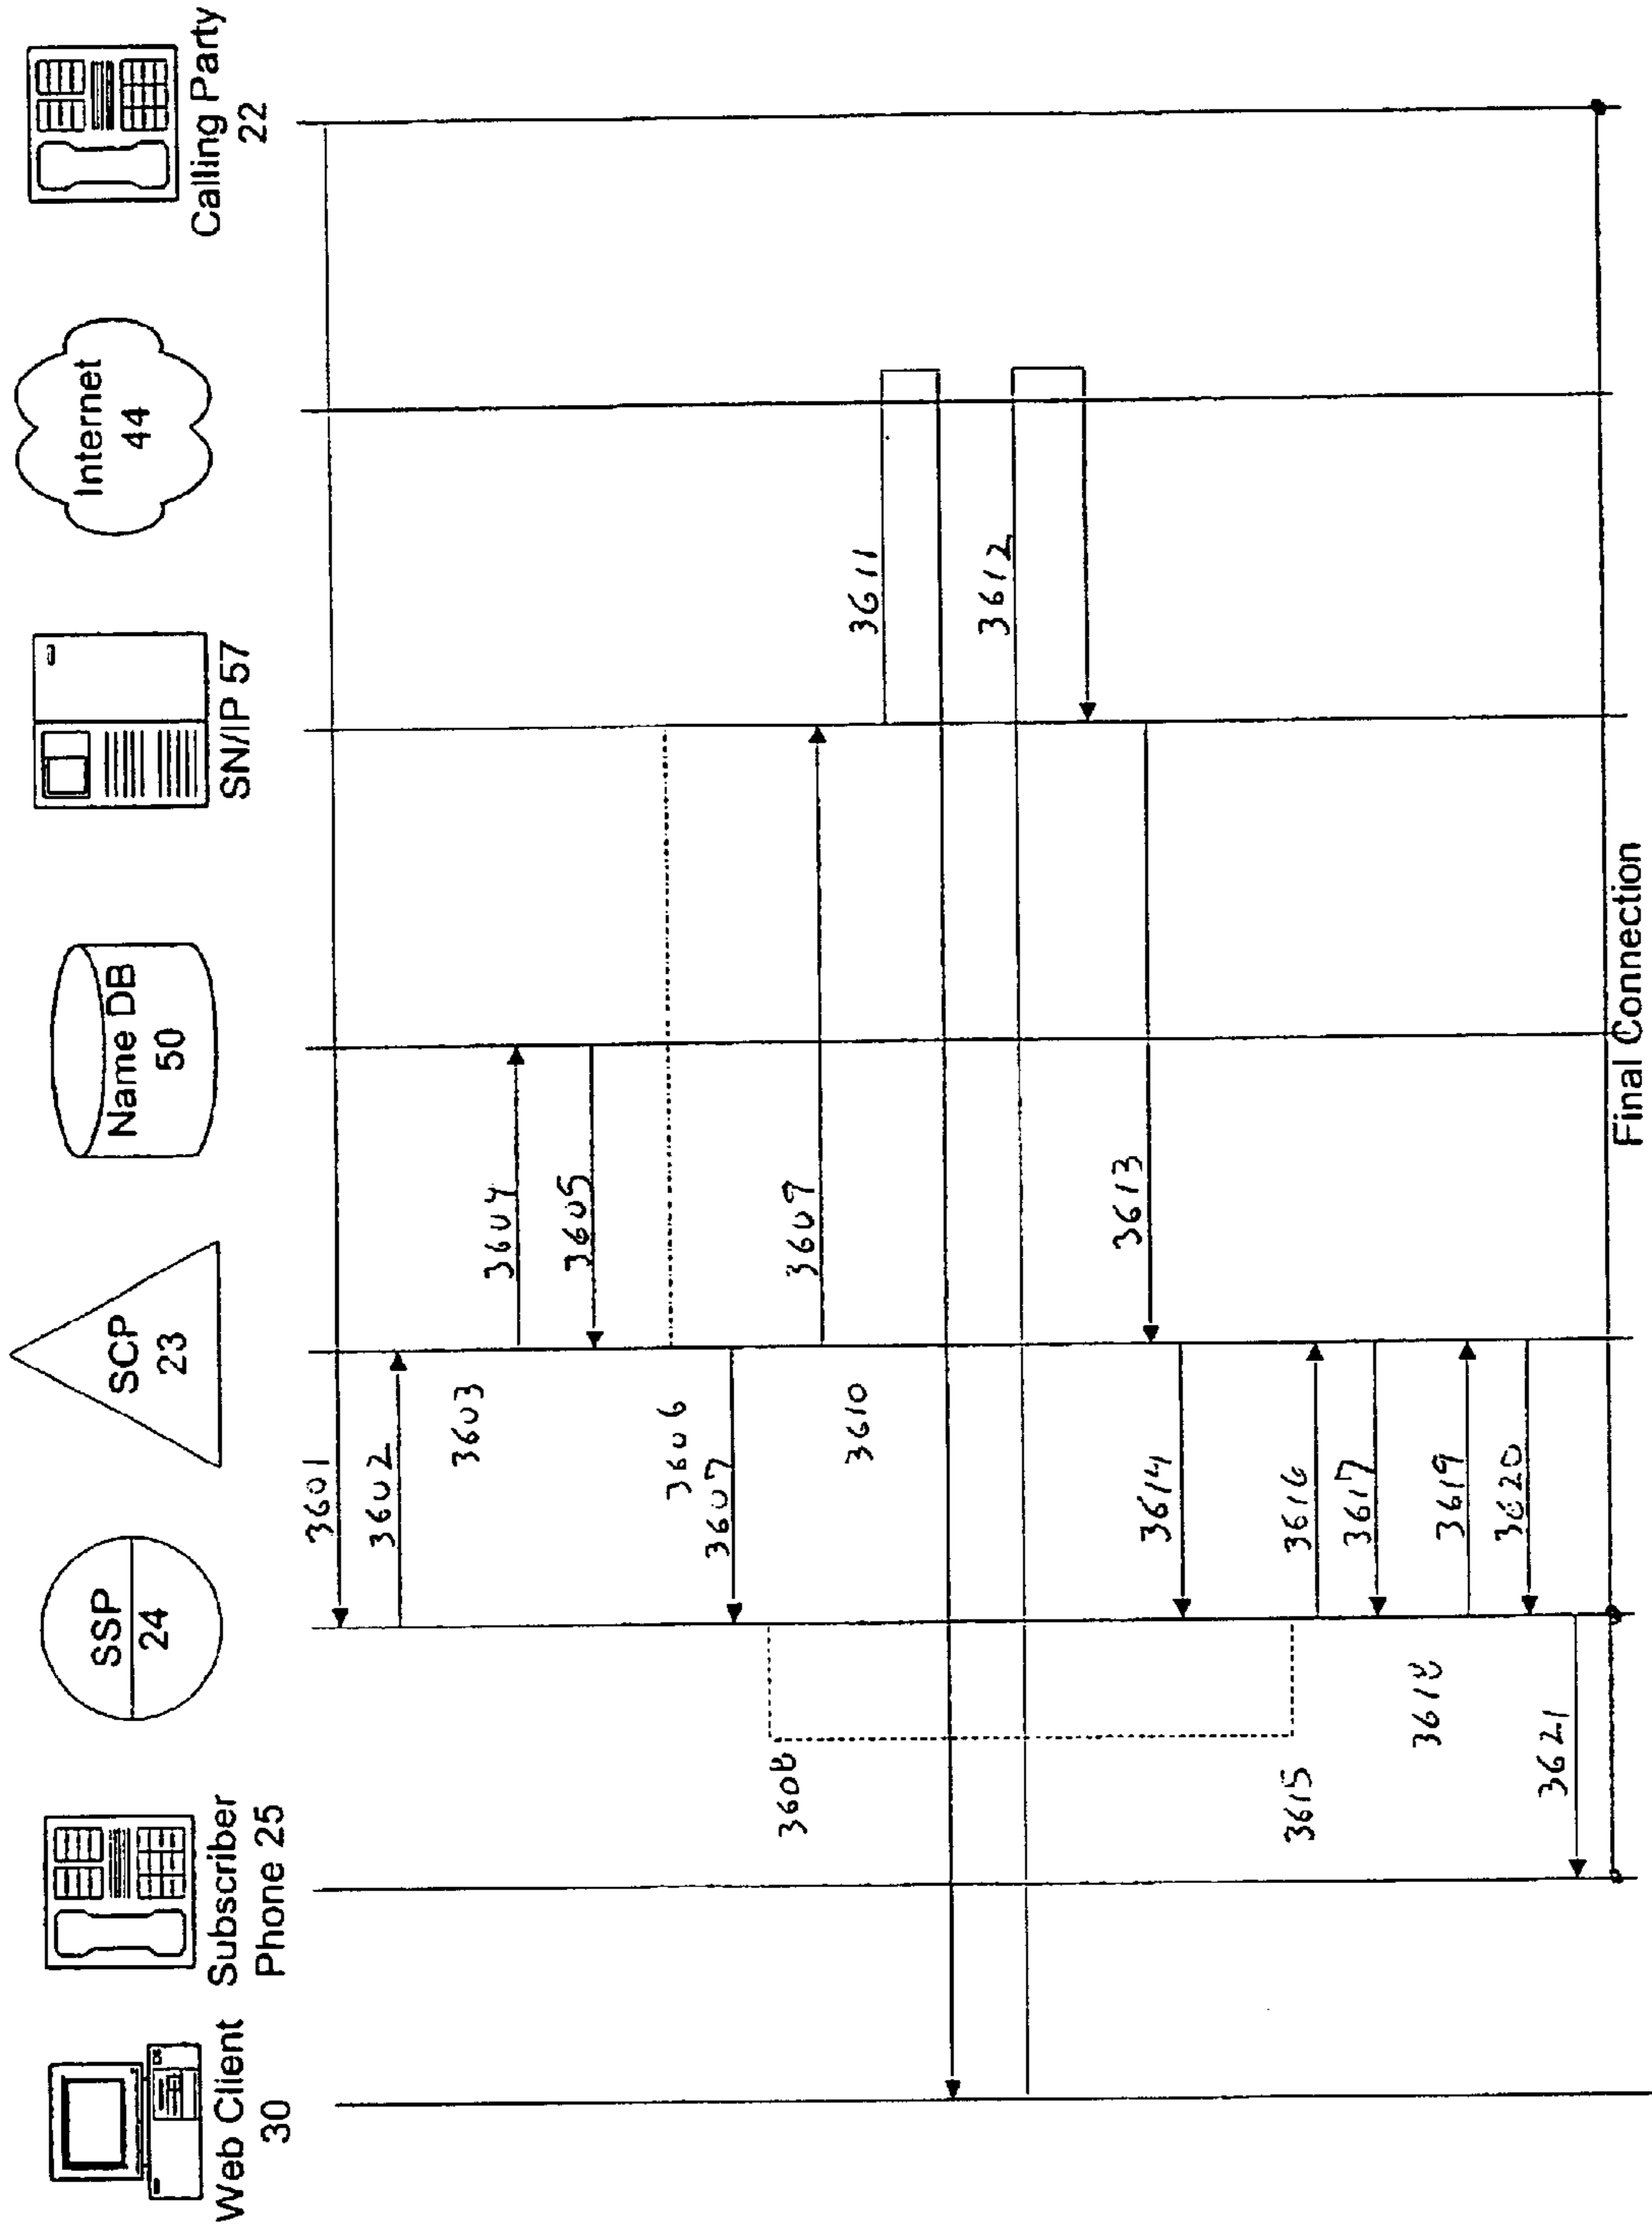 Web Client
30
Subscriber
Phone 25
SSP
24
SCP
23
Name DB
50
SN/IP 57
Internet
44
Calling Party
22
3601
3602
3603
3604
3605
3606
3607
3608
3609
3610
3611
3612
3613
3614
3615
3616
3617
3618
3619
3620
3621
Final Connection